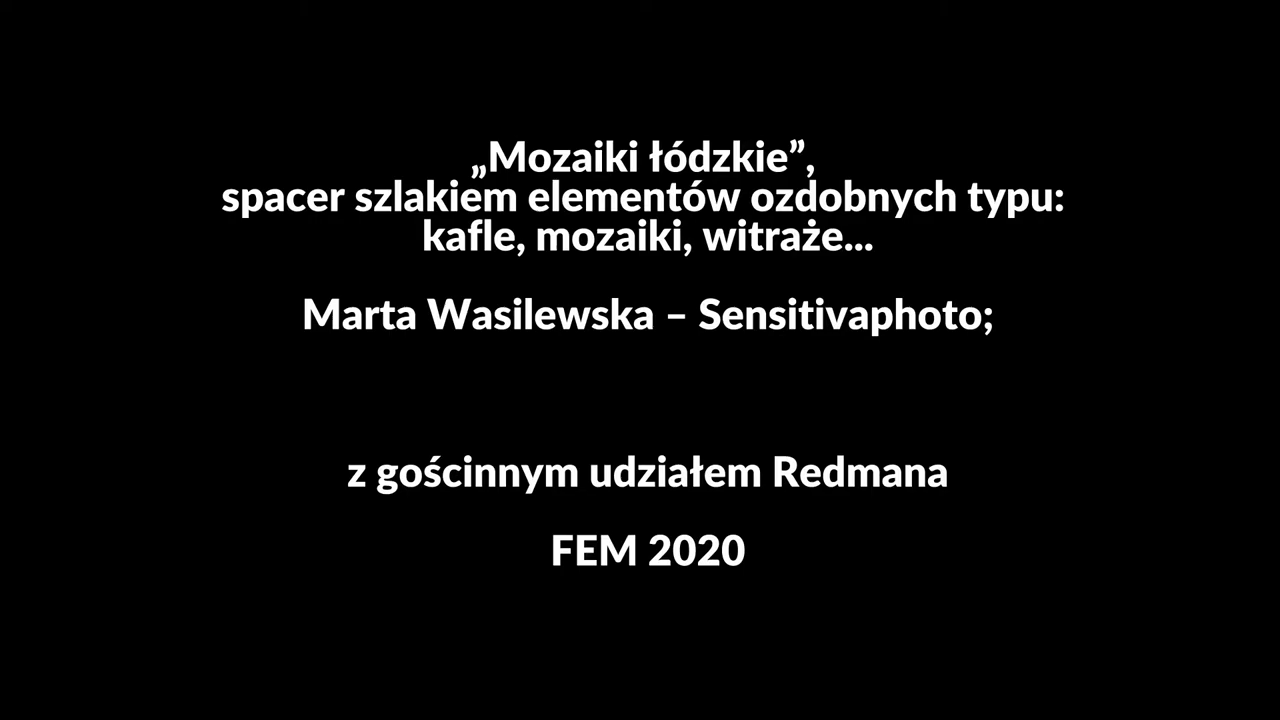 „Mozaiki łódzkie”,
spacer szlakiem elementów ozdobnych typu:
kafle, mozaiki, witraże...
Marta Wasilewska – Sensitivaphoto;
z gościnnym udziałem Redmana
FEM 2020